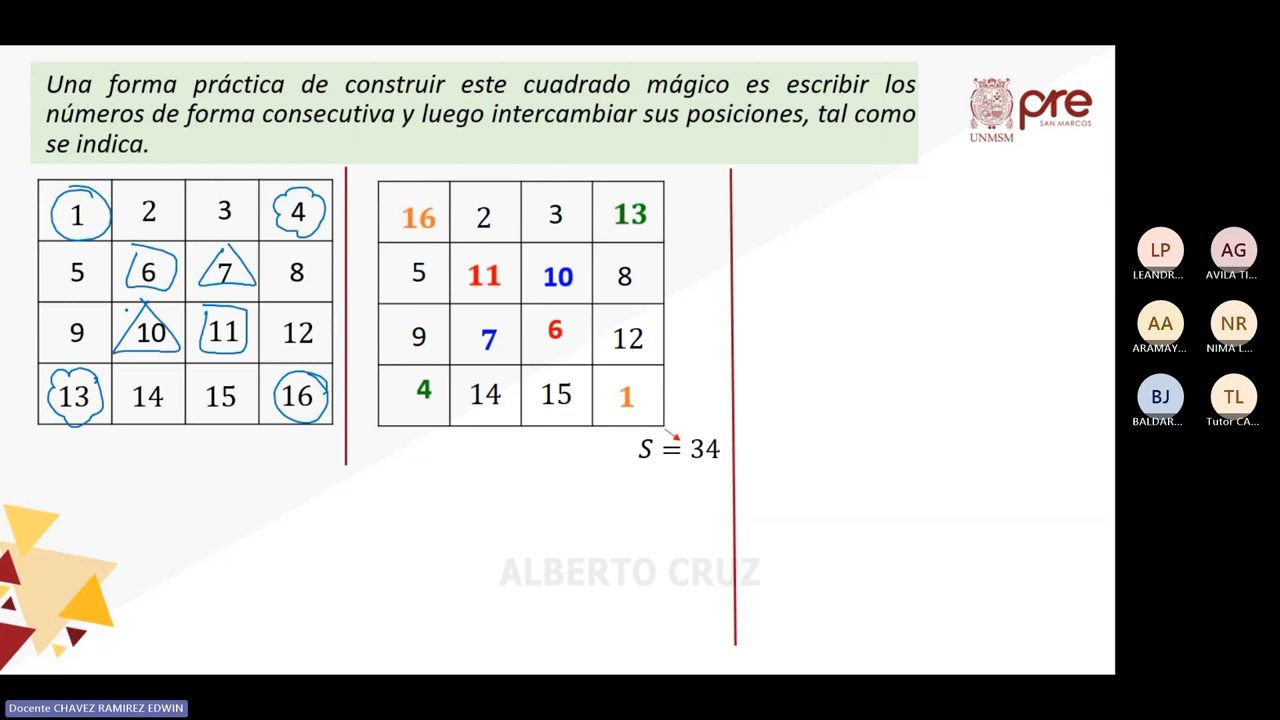 Una forma práctica de construir este cuadrado mágico es escribir los
números de forma consecutiva y luego intercambiar sus posiciones, tal como
se indica.
UNMSM
pre
SAN MARCOS
1 2 3 4
5 6 7 8
9 10 11 12
13 14 15 16
16 2 3 13
5 11 10 8
9 7 6 12
4 14 15 1
S = 34
ALBERTO CRUZ
LP
LEANDR...
AG
AVILA TI...
AA
ARAMAY...
NR
NIMA L...
BJ
BALDAR...
TL
Tutor CA...
Docente CHAVEZ RAMIREZ EDWIN